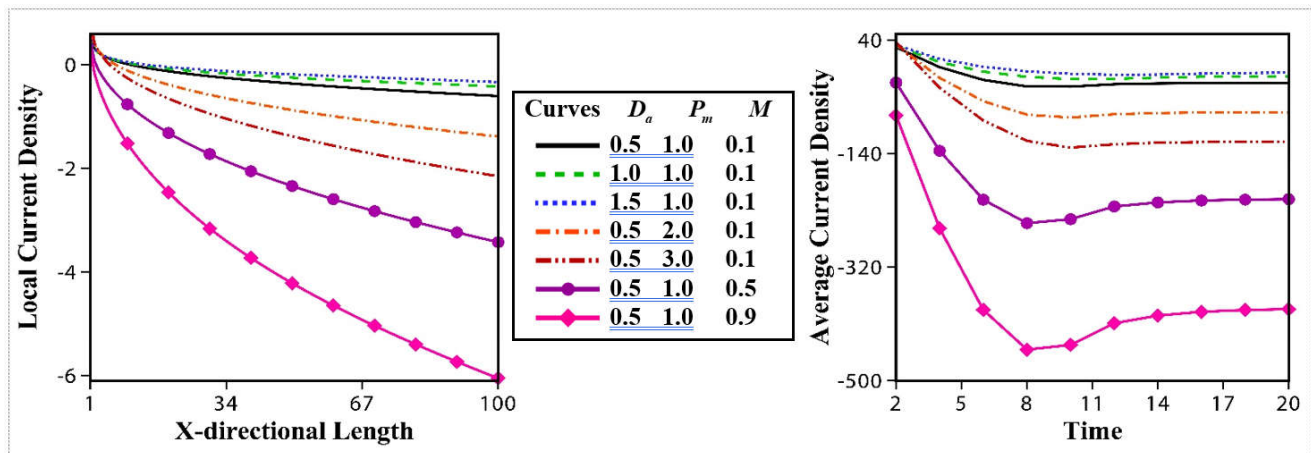 Local Current Density
0
-2
-4
-6
1 34 67 100
X-directional Length
Curves Da Pm M
0.5 1.0 0.1
1.0 1.0 0.1
1.5 1.0 0.1
0.5 2.0 0.1
0.5 3.0 0.1
0.5 1.0 0.5
0.5 1.0 0.9
Average Current Density
40
-140
-320
-500
2 5 8 11 14 17 20
Time